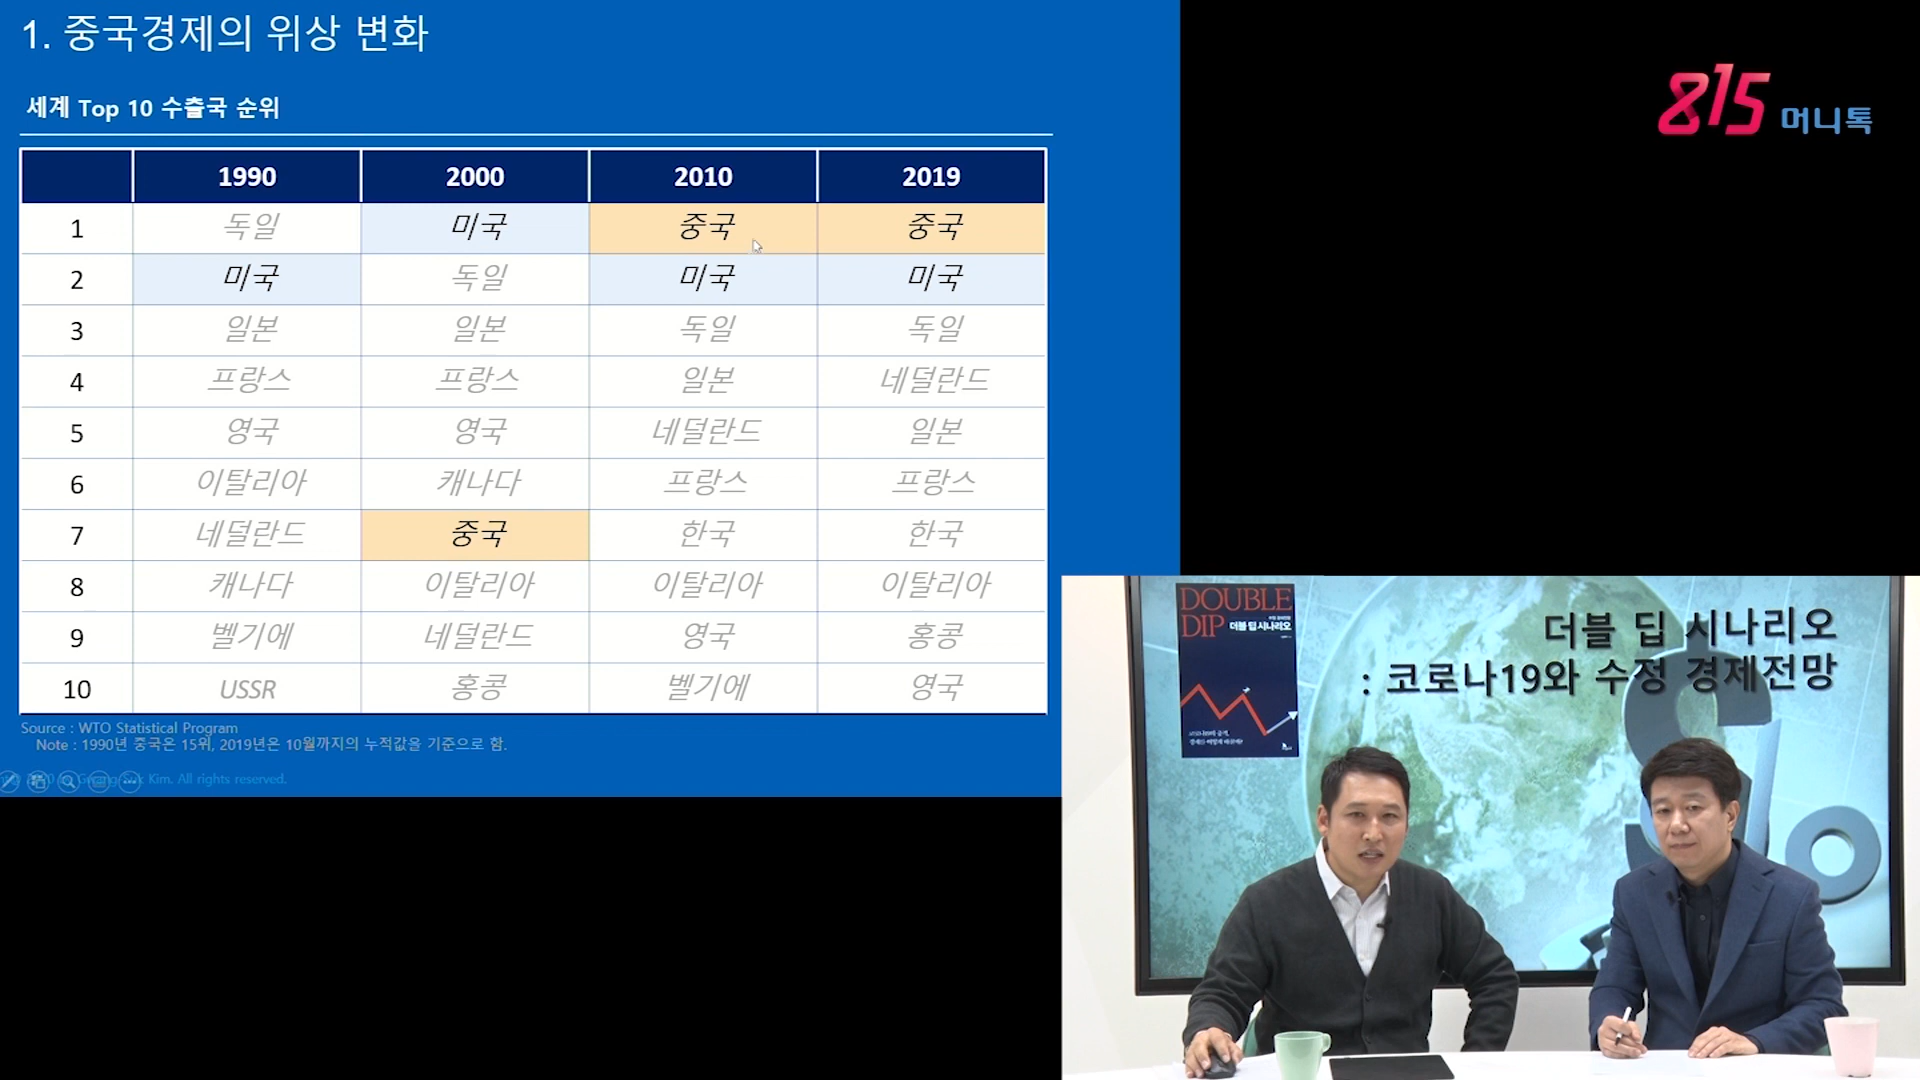 1. 중국경제의 위상 변화
세계 Top 10 수출국 순위
1990 2000 2010 2019
1 독일 미국 중국 중국
2 미국 독일 미국 미국
3 일본 일본 독일 독일
4 프랑스 프랑스 일본 네덜란드
5 영국 영국 네덜란드 일본
6 이탈리아 캐나다 프랑스 프랑스
7 네덜란드 중국 한국 한국
8 캐나다 이탈리아 이탈리아 이탈리아
9 벨기에 네덜란드 영국 홍콩
10 USSR 홍콩 벨기에 영국
Source : WTO Statistical Program
Note : 1990년 중국은 15위, 2019년은 10월까지의 누적값을 기준으로 함.
Kim. All rights reserved.
815 머니톡
DOUBLE
DIP 더블 딥 시나리오
더블 딥 시나리오
: 코로나19와 수정 경제전망